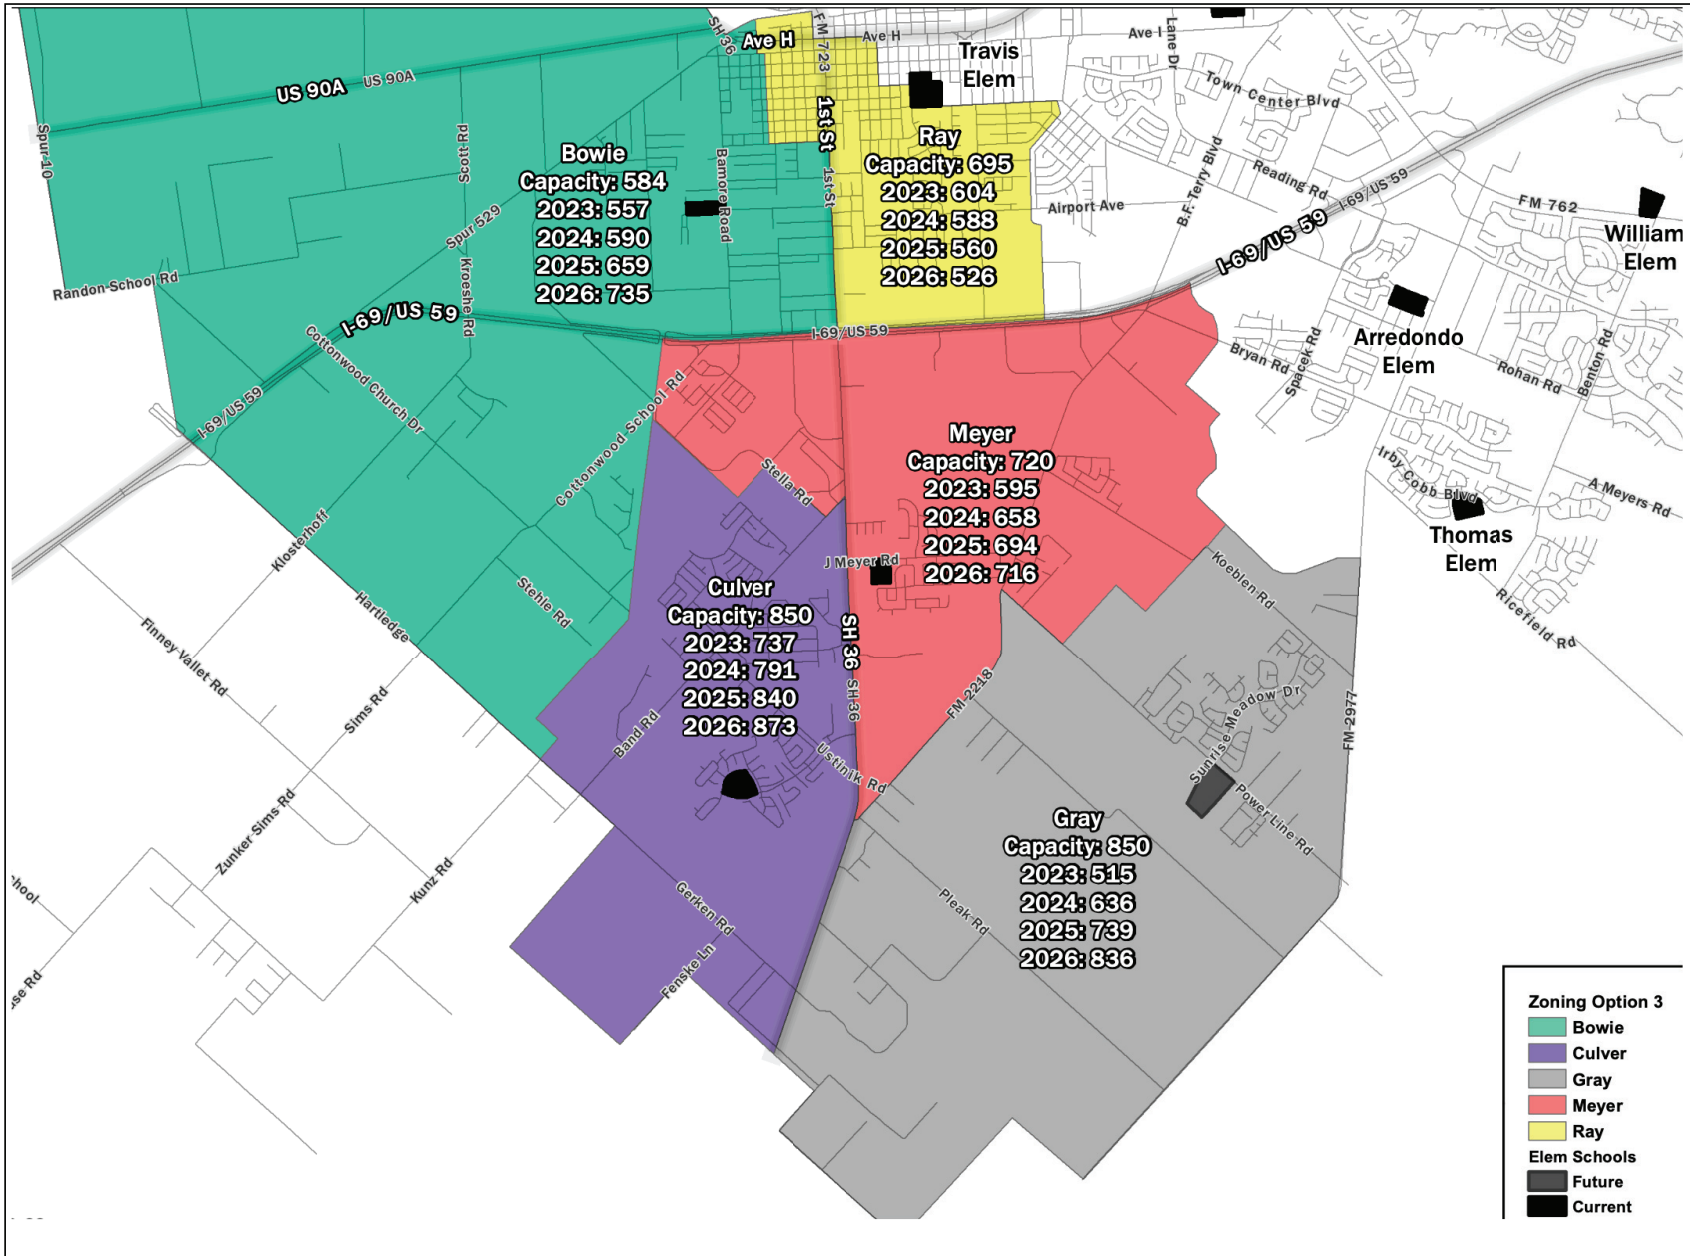 SH 36
Ave H
FM 723
Ave H
Travis
Elem
Ave I
Lane Dr
Town Center Blvd
US 90A
US 90A
Spur 10
Scott Rd
1st St
1st St
Bamore Road
Bowie
Capacity: 584
2023: 557
2024: 590
2025: 659
2026: 735
Ray
Capacity: 695
2023: 604
2024: 588
2025: 560
2026: 526
Airport Ave
B.F. Terry Blvd
Reading Rd
I-69/US 59
I-69/US 59
FM 762
William
Elem
Spur 529
Kroeshe Rd
Randon School Rd
I-69/US 59
I-69/US 59
I-69/US 59
Cottonwood Church Dr
Cottonwood School Rd
Arredondo
Elem
Bryan Rd
Spacek Rd
Rohan Rd
Benton Rd
Meyer
Capacity: 720
2023: 595
2024: 658
2025: 694
2026: 716
Stella Rd
J Meyer Rd
Irby Cobb Blvd
A Meyers Rd
Thomas
Elem
Ricefield Rd
Koeblen Rd
Klosterhoff
Stehle Rd
Hartledge
Finney Vallet Rd
Sims Rd
Culver
Capacity: 850
2023: 737
2024: 791
2025: 840
2026: 873
SH 36
SH 36
FM 2218
Sunrise Meadow Dr
FM 2977
Band Rd
Ustinik Rd
Power Line Rd
Zunker Sims Rd
Kunz Rd
Gray
Capacity: 850
2023: 515
2024: 636
2025: 739
2026: 836
Pleak Rd
Gerken Rd
Fenske Ln
hool
se Rd
Zoning Option 3
Bowie
Culver
Gray
Meyer
Ray
Elem Schools
Future
Current